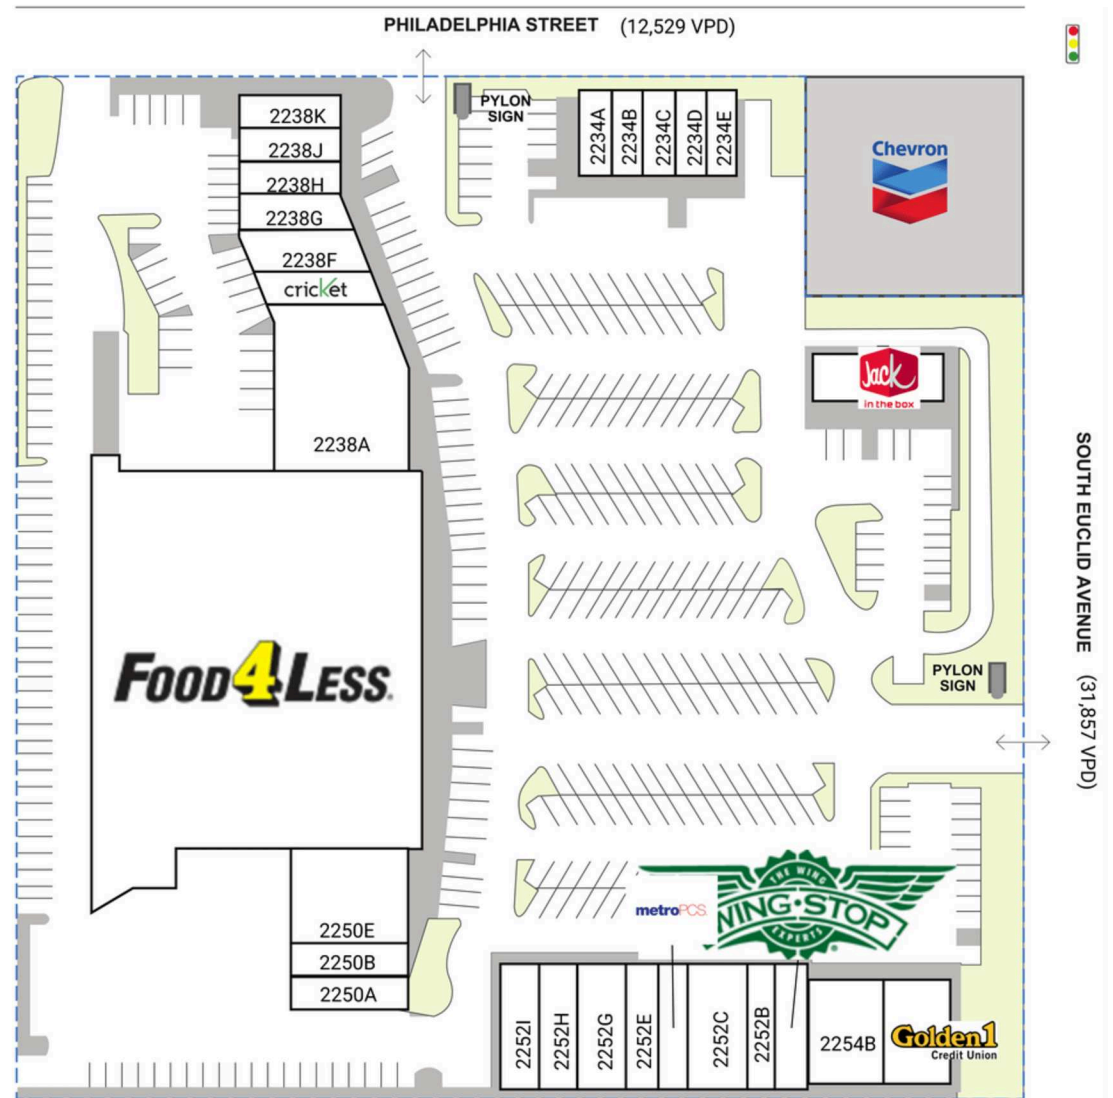 PHILADELPHIA STREET (12,529 VPD)
PYLON
SIGN
2234A
2234B
2234C
2234D
2234E
Chevron
2238K
2238J
2238H
2238G
2238F
cricket
2238A
Jack
in the box
SOUTH EUCLID AVENUE (31,857 VPD)
FOOD4LESS.
PYLON
SIGN
THE WING
WING·STOP
EXPERTS
metroPCS.
2250E
2250B
2250A
2252I
2252H
2252G
2252E
2252C
2252B
2254B
Golden1
Credit Union